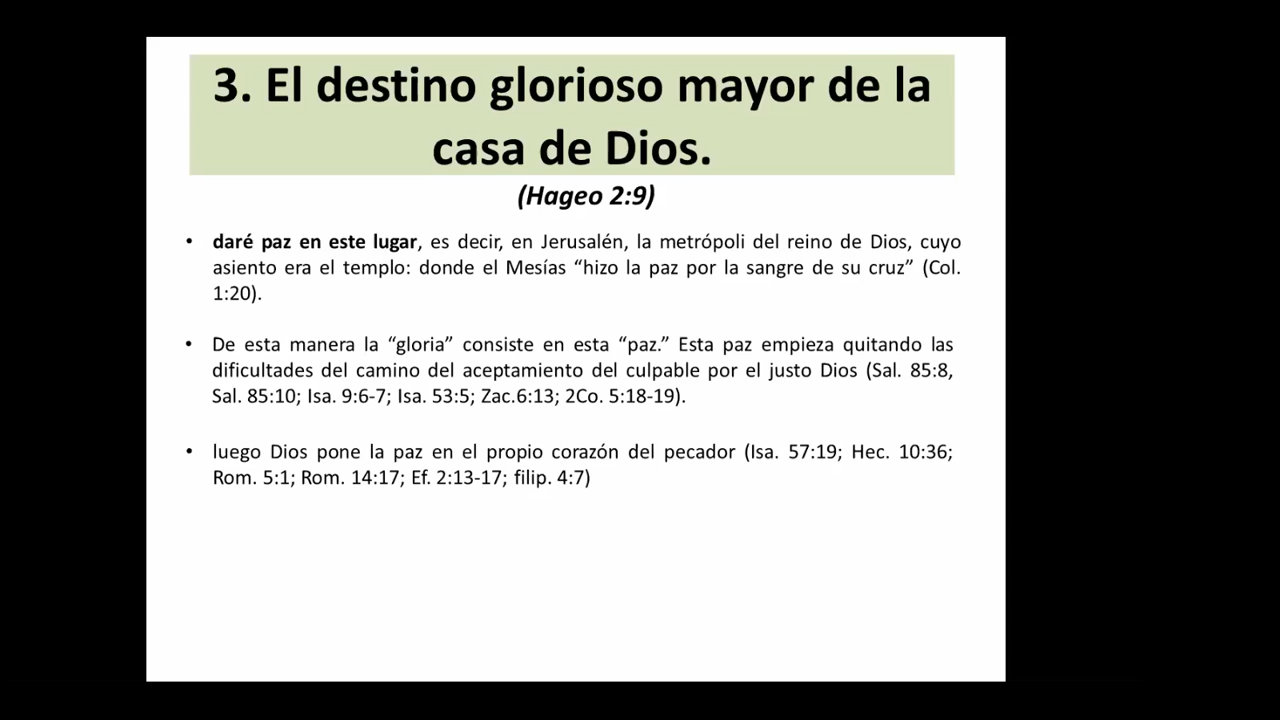 3. El destino glorioso mayor de la
casa de Dios.
(Hageo 2:9)
• daré paz en este lugar, es decir, en Jerusalén, la metrópoli del reino de Dios, cuyo
asiento era el templo: donde el Mesías “hizo la paz por la sangre de su cruz” (Col.
1:20).
• De esta manera la “gloria” consiste en esta “paz.” Esta paz empieza quitando las
dificultades del camino del aceptamiento del culpable por el justo Dios (Sal. 85:8,
Sal. 85:10; Isa. 9:6-7; Isa. 53:5; Zac.6:13; 2Co. 5:18-19).
• luego Dios pone la paz en el propio corazón del pecador (Isa. 57:19; Hec. 10:36;
Rom. 5:1; Rom. 14:17; Ef. 2:13-17; filip. 4:7)